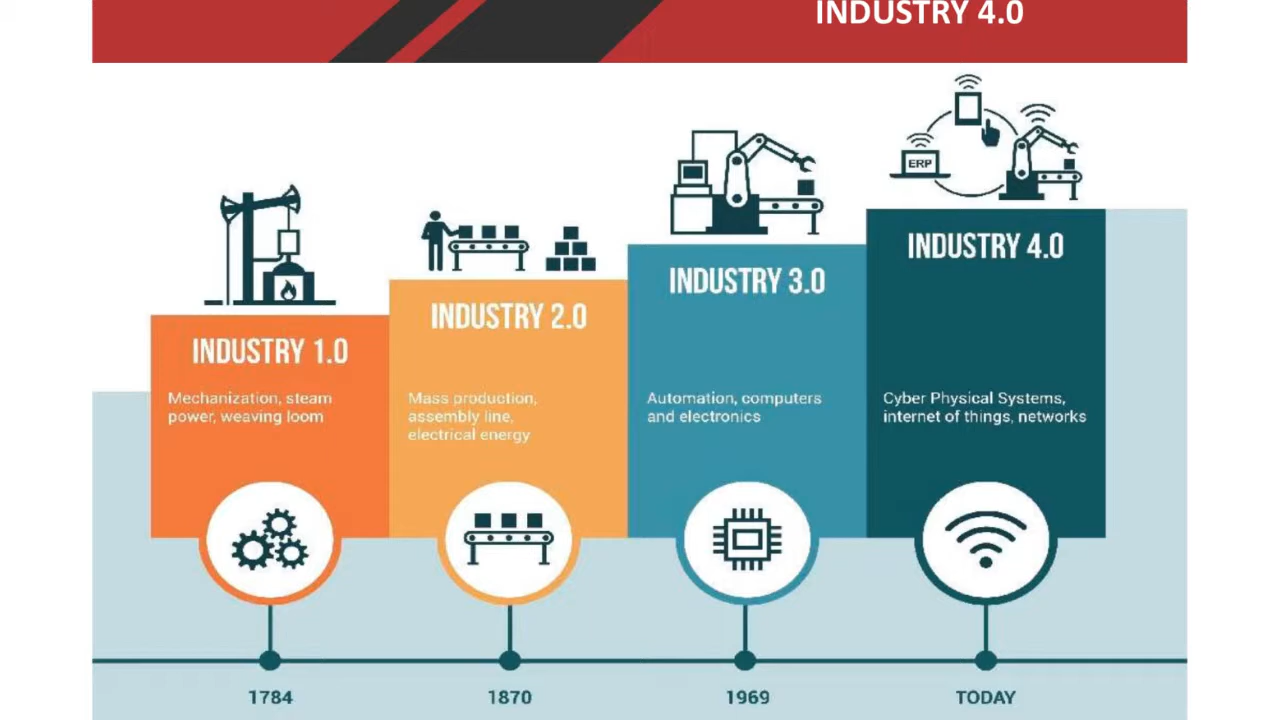 INDUSTRY 4.0
ERP
INDUSTRY 1.0
Mechanization, steam
power, weaving loom
INDUSTRY 2.0
Mass production,
assembly line,
electrical energy
INDUSTRY 3.0
Automation, computers
and electronics
INDUSTRY 4.0
Cyber Physical Systems,
internet of things, networks
1784
1870
1969
TODAY